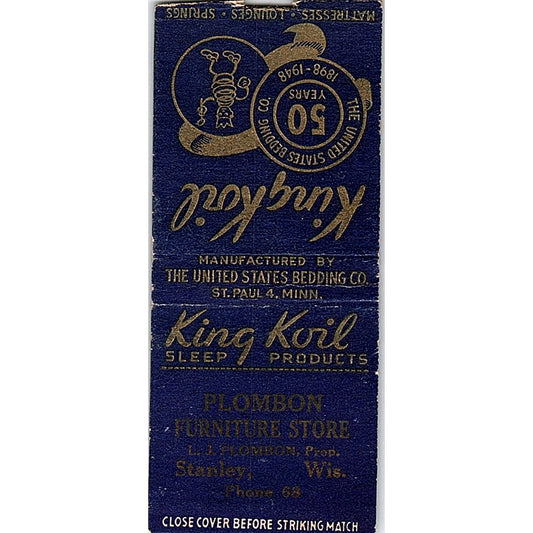 MATTRESSES • LOUNGES • SPRINGS
THE UNITED STATES BEDDING CO.
1898-1948
50
YEARS
King Koil
MANUFACTURED BY
THE UNITED STATES BEDDING CO.
ST. PAUL 4, MINN.
King Koil
SLEEP PRODUCTS
PLOMBON
FURNITURE STORE
L. J. PLOMBON, Prop.
Stanley, Wis.
Phone 68
CLOSE COVER BEFORE STRIKING MATCH